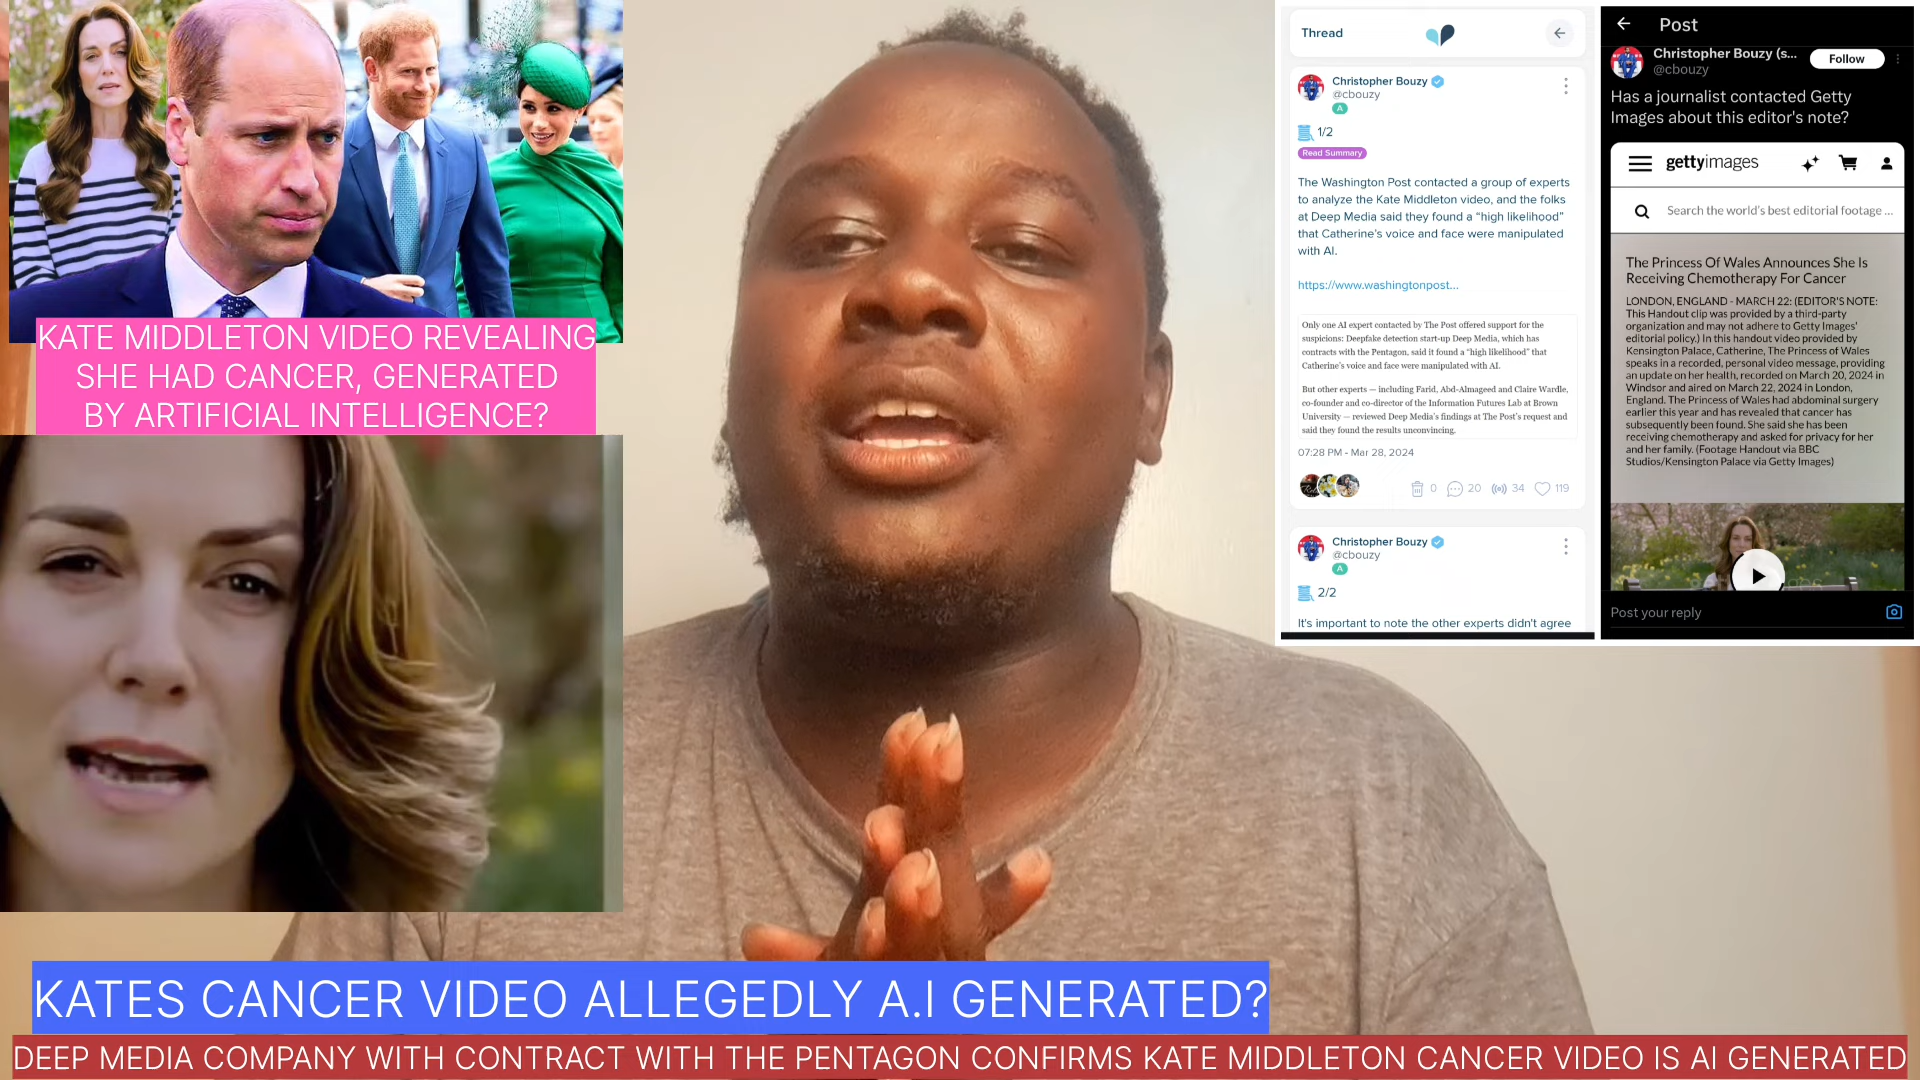 KATE MIDDLETON VIDEO REVEALING
SHE HAD CANCER, GENERATED
BY ARTIFICIAL INTELLIGENCE?
Thread
Christopher Bouzy
@cbouzy
A
1/2
Read Summary
The Washington Post contacted a group of experts
to analyze the Kate Middleton video, and the folks
at Deep Media said they found a “high likelihood”
that Catherine’s voice and face were manipulated
with AI.
https://www.washingtonpost...
Only one AI expert contacted by The Post offered support for the
suspicions: Deepfake detection start-up Deep Media, which has
contracts with the Pentagon, said it found a “high likelihood” that
Catherine’s voice and face were manipulated with AI.
But other experts — including Farid, Abd-Almageed and Claire Wardle,
co-founder and co-director of the Information Futures Lab at Brown
University — reviewed Deep Media’s findings at The Post’s request and
said they found the results unconvincing.
07:28 PM - Mar 28, 2024
0 20 34 119
Christopher Bouzy
@cbouzy
A
2/2
It's important to note the other experts didn't agree
Post
Christopher Bouzy (s...
@cbouzy
Follow
Has a journalist contacted Getty
Images about this editor's note?
gettyimages
Search the world's best editorial footage ...
The Princess Of Wales Announces She Is
Receiving Chemotherapy For Cancer
LONDON, ENGLAND - MARCH 22: (EDITOR'S NOTE:
This Handout clip was provided by a third-party
organization and may not adhere to Getty Images'
editorial policy.) In this handout video provided by
Kensington Palace, Catherine, The Princess of Wales
speaks in a recorded, personal video message, providing
an update on her health, recorded on March 20, 2024 in
Windsor and aired on March 22, 2024 in London,
England. The Princess of Wales had abdominal surgery
earlier this year and has revealed that cancer has
subsequently been found. She said she has been
receiving chemotherapy and asked for privacy for her
and her family. (Footage Handout via BBC
Studios/Kensington Palace via Getty Images)
Post your reply
KATES CANCER VIDEO ALLEGEDLY A.I GENERATED?
DEEP MEDIA COMPANY WITH CONTRACT WITH THE PENTAGON CONFIRMS KATE MIDDLETON CANCER VIDEO IS AI GENERATED